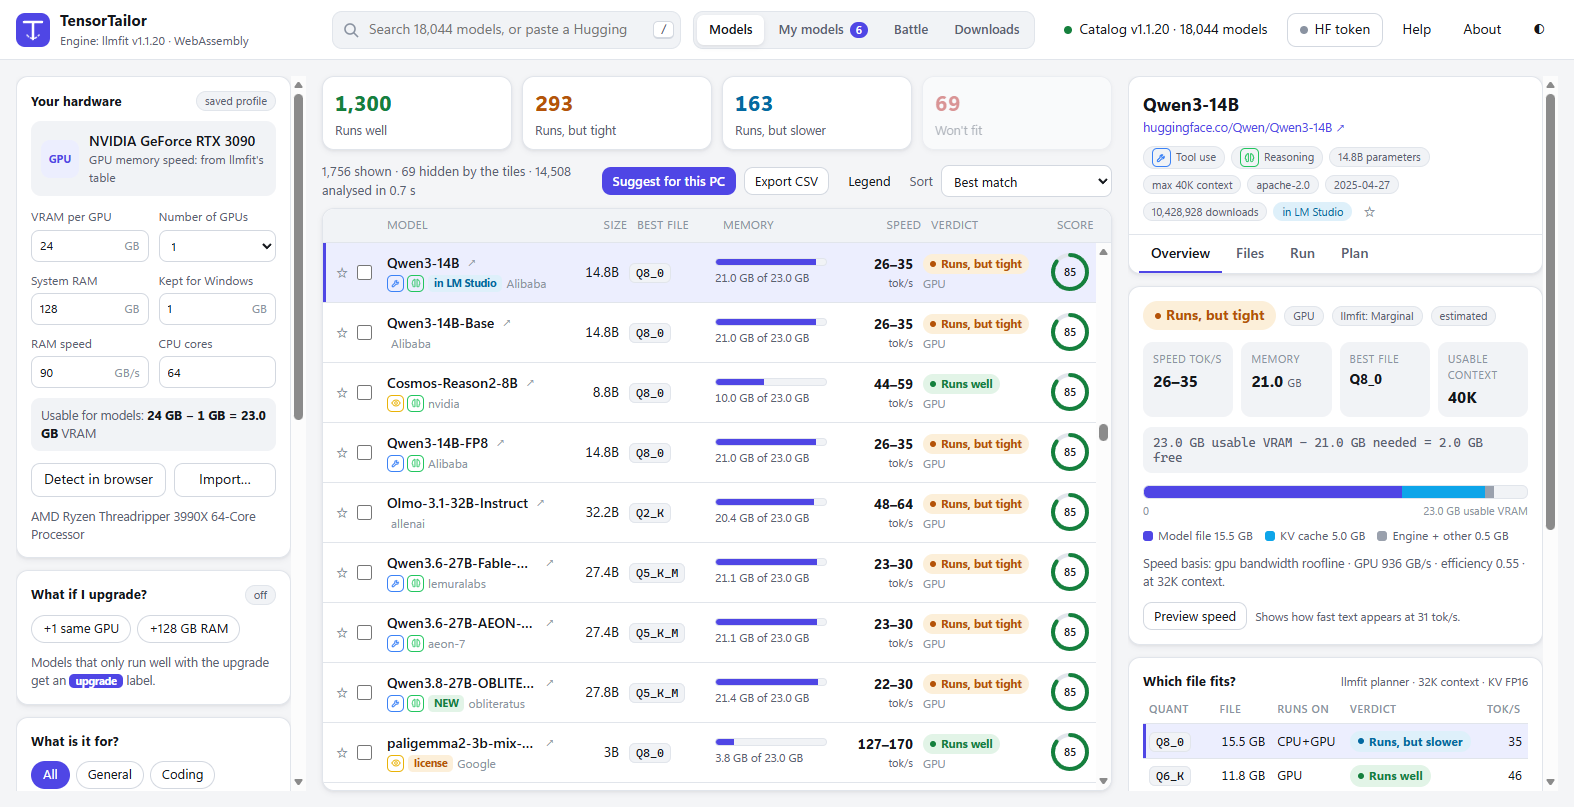 TensorTailor
Engine: llmfit v1.1.20 · WebAssembly
Search 18,044 models, or paste a Hugging
/
Models
My models 6
Battle
Downloads
Catalog v1.1.20 · 18,044 models
HF token
Help
About
Your hardware
saved profile
GPU
NVIDIA GeForce RTX 3090
GPU memory speed: from llmfit's
table
VRAM per GPU
Number of GPUs
24 GB
1
System RAM
Kept for Windows
128 GB
1 GB
RAM speed
CPU cores
90 GB/s
64
Usable for models: 24 GB − 1 GB = 23.0
GB VRAM
Detect in browser
Import...
AMD Ryzen Threadripper 3990X 64-Core
Processor
What if I upgrade?
off
+1 same GPU
+128 GB RAM
Models that only run well with the upgrade
get an upgrade label.
What is it for?
All
General
Coding
1,300
Runs well
293
Runs, but tight
163
Runs, but slower
69
Won't fit
1,756 shown · 69 hidden by the tiles · 14,508
analysed in 0.7 s
Suggest for this PC
Export CSV
Legend
Sort
Best match
MODEL SIZE BEST FILE MEMORY SPEED VERDICT SCORE
Qwen3-14B ↗ 14.8B Q8_0 21.0 GB of 23.0 GB 26–35 tok/s Runs, but tight GPU 85
in LM Studio Alibaba
Qwen3-14B-Base ↗ 14.8B Q8_0 21.0 GB of 23.0 GB 26–35 tok/s Runs, but tight GPU 85
Alibaba
Cosmos-Reason2-8B ↗ 8.8B Q8_0 10.0 GB of 23.0 GB 44–59 tok/s Runs well GPU 85
nvidia
Qwen3-14B-FP8 ↗ 14.8B Q8_0 21.0 GB of 23.0 GB 26–35 tok/s Runs, but tight GPU 85
Alibaba
Olmo-3.1-32B-Instruct ↗ 32.2B Q2_K 20.4 GB of 23.0 GB 48–64 tok/s Runs, but tight GPU 85
allenai
Qwen3.6-27B-Fable-... ↗ 27.4B Q5_K_M 21.1 GB of 23.0 GB 23–30 tok/s Runs, but tight GPU 85
lemuralabs
Qwen3.6-27B-AEON-... ↗ 27.4B Q5_K_M 21.1 GB of 23.0 GB 23–30 tok/s Runs, but tight GPU 85
aeon-7
Qwen3.8-27B-OBLITE... ↗ 27.8B Q5_K_M 21.4 GB of 23.0 GB 22–30 tok/s Runs, but tight GPU 85
NEW obliteratus
paligemma2-3b-mix-... ↗ 3B Q8_0 3.8 GB of 23.0 GB 127–170 tok/s Runs well GPU 85
license Google
Qwen3-14B
huggingface.co/Qwen/Qwen3-14B ↗
Tool use
Reasoning
14.8B parameters
max 40K context
apache-2.0
2025-04-27
10,428,928 downloads
in LM Studio
☆
Overview
Files
Run
Plan
Runs, but tight
GPU
llmfit: Marginal
estimated
SPEED TOK/S
26–35
MEMORY
21.0 GB
BEST FILE
Q8_0
USABLE
CONTEXT
40K
23.0 GB usable VRAM − 21.0 GB needed = 2.0 GB
free
0
23.0 GB usable VRAM
Model file 15.5 GB
KV cache 5.0 GB
Engine + other 0.5 GB
Speed basis: gpu bandwidth roofline · GPU 936 GB/s · efficiency 0.55 ·
at 32K context.
Preview speed
Shows how fast text appears at 31 tok/s.
Which file fits?
llmfit planner · 32K context · KV FP16
QUANT FILE RUNS ON VERDICT TOK/S
Q8_0 15.5 GB CPU+GPU Runs, but slower 35
Q6_K 11.8 GB GPU Runs well 46